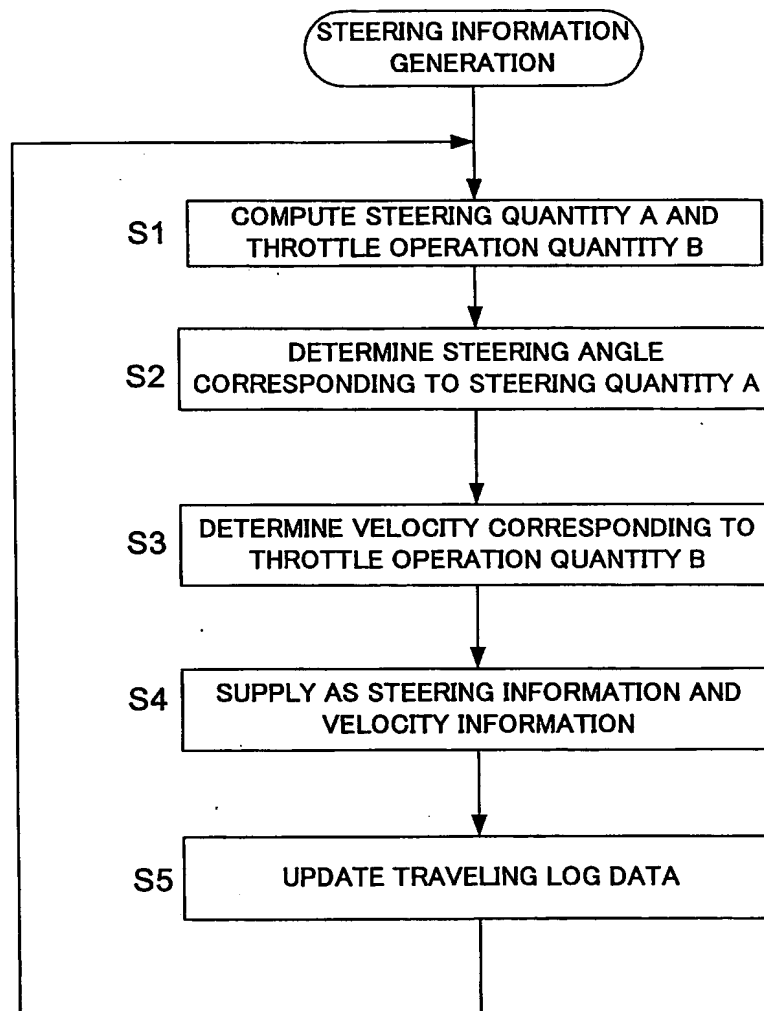 STEERING INFORMATION
GENERATION
S1
COMPUTE STEERING QUANTITY A AND
THROTTLE OPERATION QUANTITY B
S2
DETERMINE STEERING ANGLE
CORRESPONDING TO STEERING QUANTITY A
S3
DETERMINE VELOCITY CORRESPONDING TO
THROTTLE OPERATION QUANTITY B
S4
SUPPLY AS STEERING INFORMATION AND
VELOCITY INFORMATION
S5
UPDATE TRAVELING LOG DATA